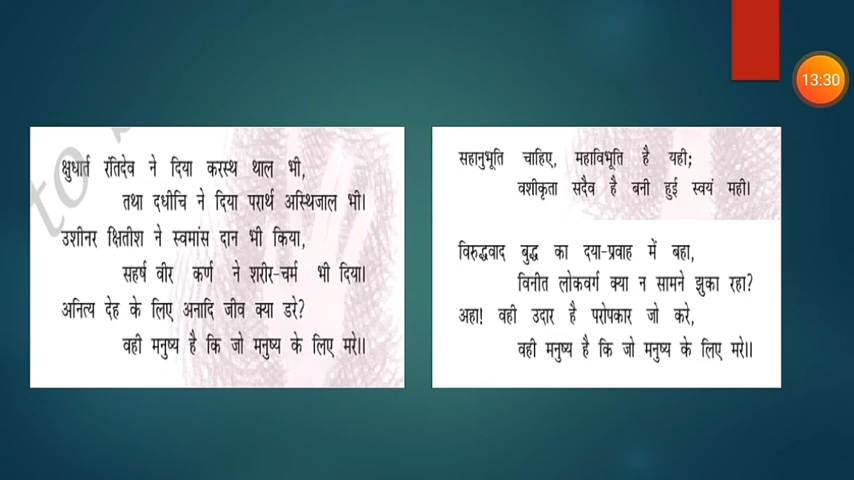 13:30
क्षुधार्त रंतिदेव ने दिया करस्थ थाल भी,
तथा दधीचि ने दिया परार्थ अस्थिजाल भी।
उशीनर क्षितीश ने स्वमांस दान भी किया,
सहर्ष वीर कर्ण ने शरीर-चर्म भी दिया।
अनित्य देह के लिए अनादि जीव क्या डरे?
वही मनुष्य है कि जो मनुष्य के लिए मरे॥
सहानुभूति चाहिए, महाविभूति है यही;
वशीकृता सदैव है बनी हुई स्वयं मही।
विरुद्धवाद बुद्ध का दया-प्रवाह में बहा,
विनीत लोकवर्ग क्या न सामने झुका रहा?
अहा! वही उदार है परोपकार जो करे,
वही मनुष्य है कि जो मनुष्य के लिए मरे॥